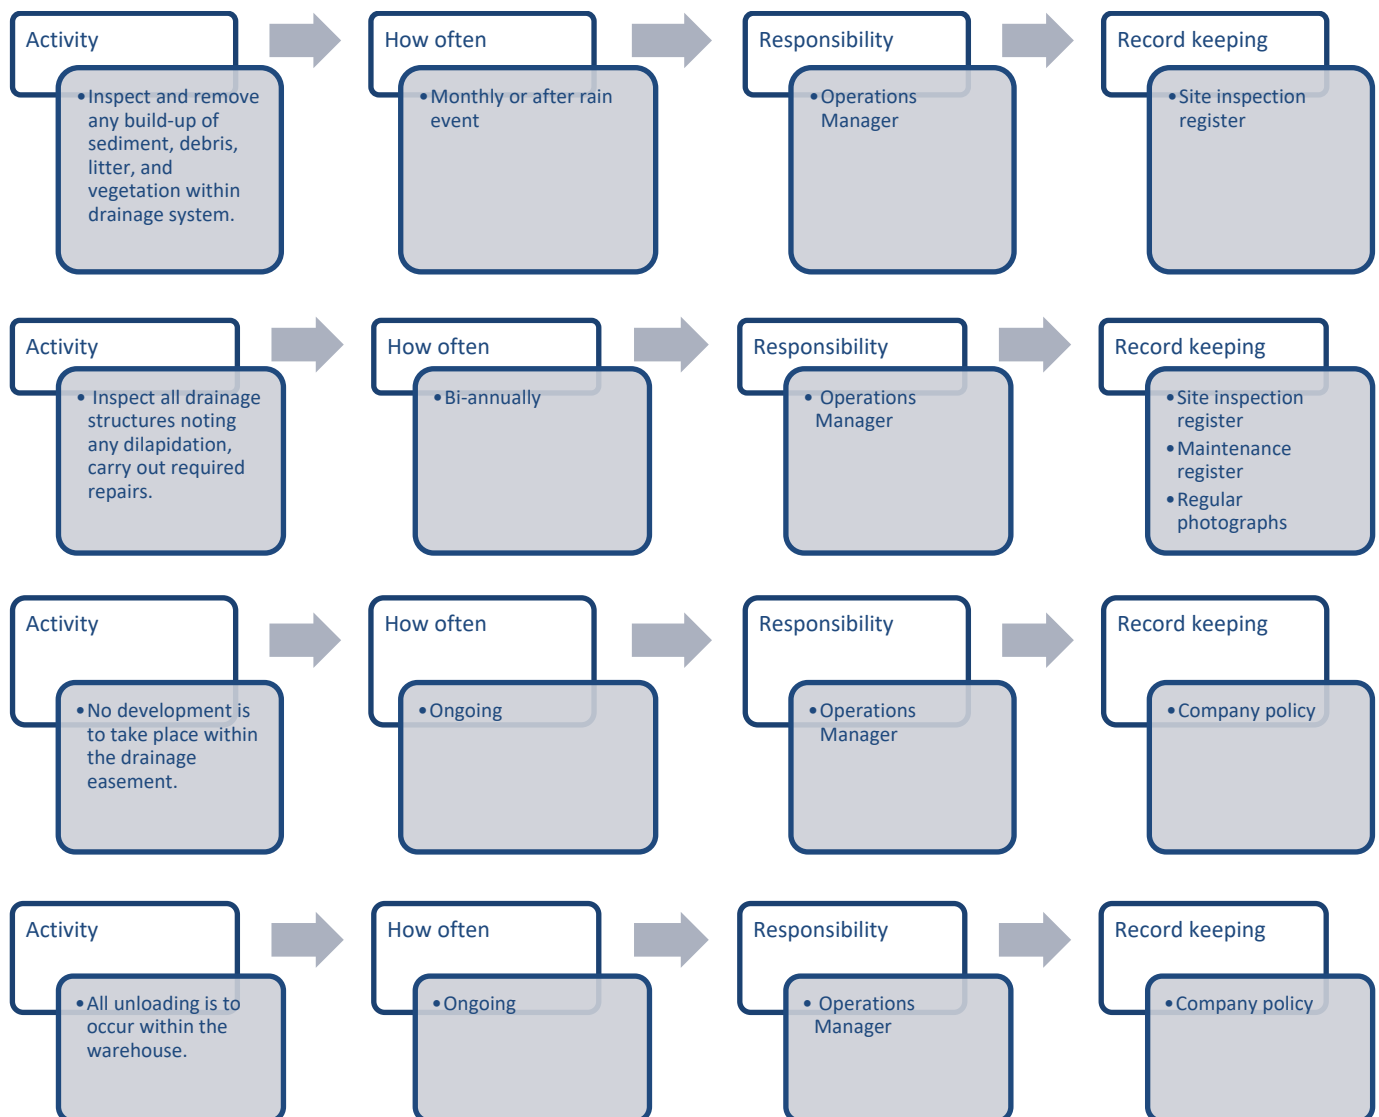 Activity
How often
Responsibility
Record keeping
•Inspect and remove
any build-up of
sediment, debris,
litter, and
vegetation within
drainage system.
•Monthly or after rain
event
•Operations
Manager
•Site inspection
register
Activity
How often
Responsibility
Record keeping
• Inspect all drainage
structures noting
any dilapidation,
carry out required
repairs.
•Bi-annually
• Operations
Manager
•Site inspection
register
•Maintenance
register
•Regular
photographs
Activity
How often
Responsibility
Record keeping
•No development is
to take place within
the drainage
easement.
•Ongoing
•Operations
Manager
•Company policy
Activity
How often
Responsibility
Record keeping
•All unloading is to
occur within the
warehouse.
•Ongoing
• Operations
Manager
•Company policy